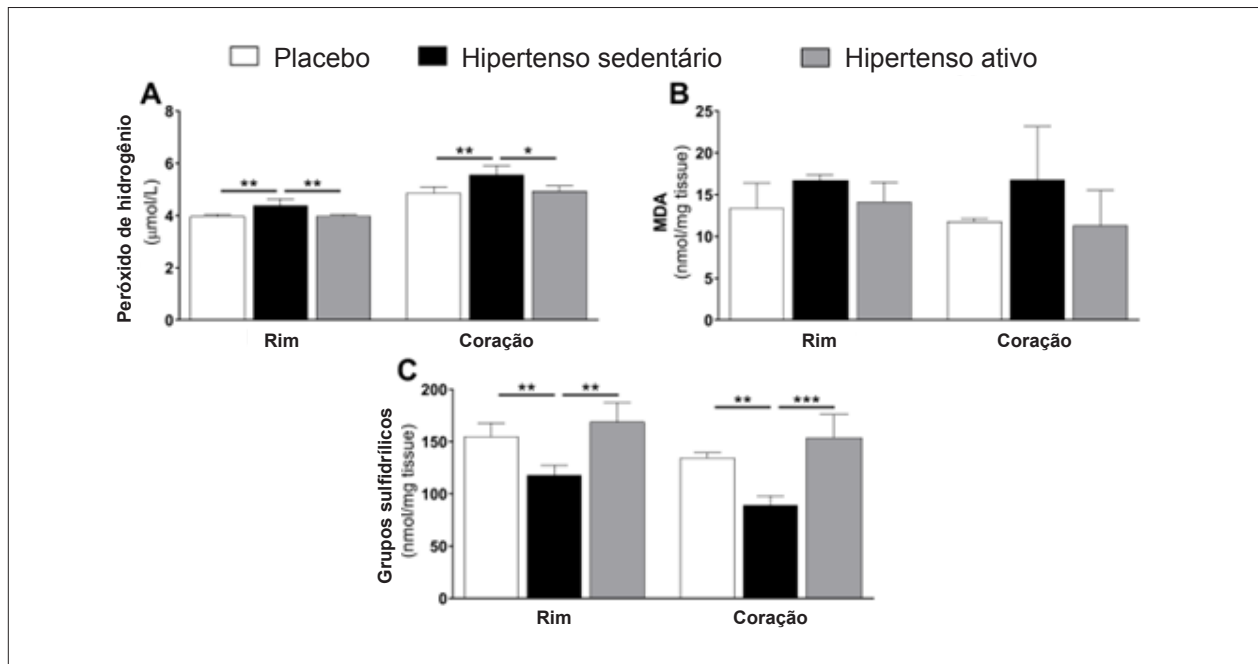 Placebo Hipertenso sedentário Hipertenso ativo
A
Peróxido de hidrogênio
(µmol/L)
8
6
4
2
0
** **
** *
Rim Coração
B
MDA
(nmol/mg tissue)
25
20
15
10
5
0
Rim Coração
C
Grupos sulfidrílicos
(nmol/mg tissue)
200
150
100
50
0
** **
** ***
Rim Coração